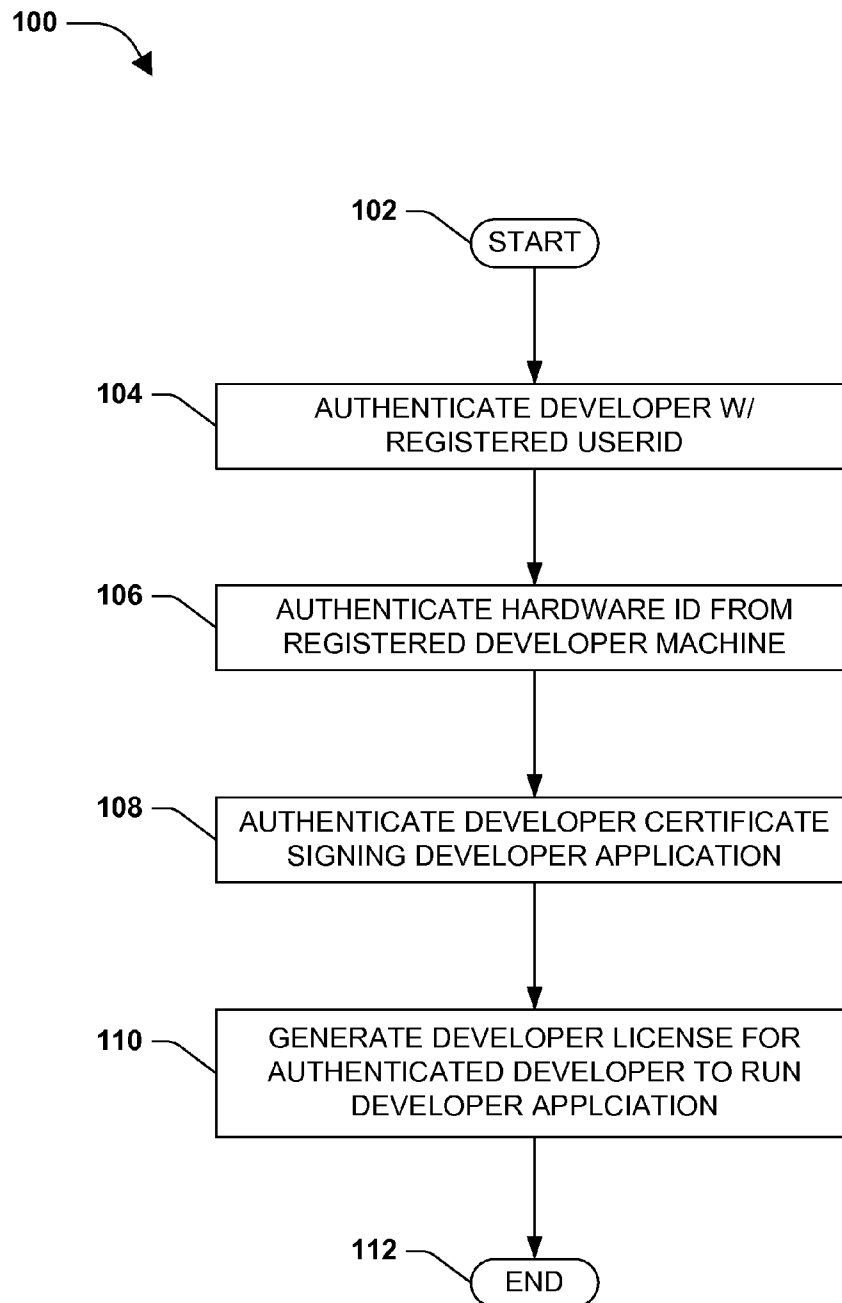 100
102
START
104
AUTHENTICATE DEVELOPER W/
REGISTERED USERID
106
AUTHENTICATE HARDWARE ID FROM
REGISTERED DEVELOPER MACHINE
108
AUTHENTICATE DEVELOPER CERTIFICATE
SIGNING DEVELOPER APPLICATION
110
GENERATE DEVELOPER LICENSE FOR
AUTHENTICATED DEVELOPER TO RUN
DEVELOPER APPLCIATION
112
END